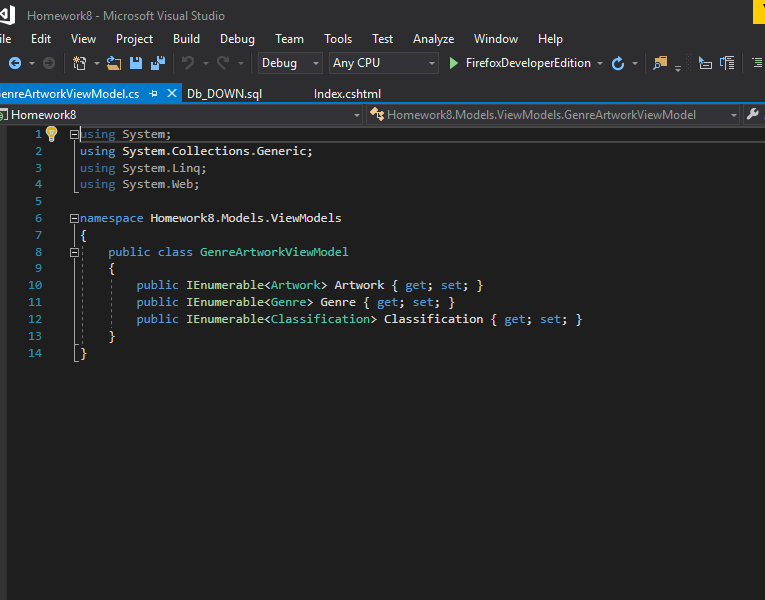 Homework8 - Microsoft Visual Studio
ile Edit View Project Build Debug Team Tools Test Analyze Window Help
Debug Any CPU FirefoxDeveloperEdition
enreArtworkViewModel.cs Db_DOWN.sql Index.cshtml
Homework8 Homework8.Models.ViewModels.GenreArtworkViewModel
1 using System;
2 using System.Collections.Generic;
3 using System.Linq;
4 using System.Web;
5
6 namespace Homework8.Models.ViewModels
7 {
8 public class GenreArtworkViewModel
9 {
10 public IEnumerable<Artwork> Artwork { get; set; }
11 public IEnumerable<Genre> Genre { get; set; }
12 public IEnumerable<Classification> Classification { get; set; }
13 }
14 }